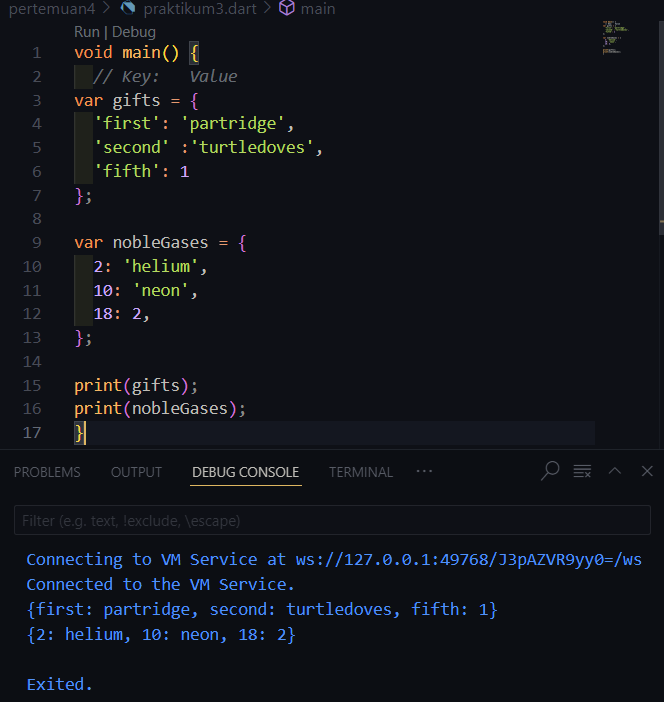 pertemuan4 > praktikum3.dart > main
Run | Debug
1 void main() {
2 // Key:   Value
3 var gifts = {
4 'first': 'partridge',
5 'second' :'turtledoves',
6 'fifth': 1
7 };
8
9 var nobleGases = {
10 2: 'helium',
11 10: 'neon',
12 18: 2,
13 };
14
15 print(gifts);
16 print(nobleGases);
17 }
PROBLEMS OUTPUT DEBUG CONSOLE TERMINAL ...
Filter (e.g. text, !exclude, \escape)
Connecting to VM Service at ws://127.0.0.1:49768/J3pAZVR9yy0=/ws
Connected to the VM Service.
{first: partridge, second: turtledoves, fifth: 1}
{2: helium, 10: neon, 18: 2}
Exited.